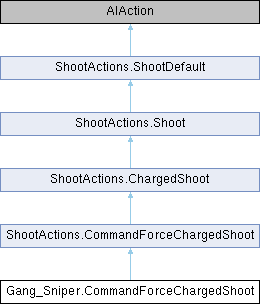 AIAction
ShootActions.ShootDefault
ShootActions.Shoot
ShootActions.ChargedShoot
ShootActions.CommandForceChargedShoot
Gang_Sniper.CommandForceChargedShoot